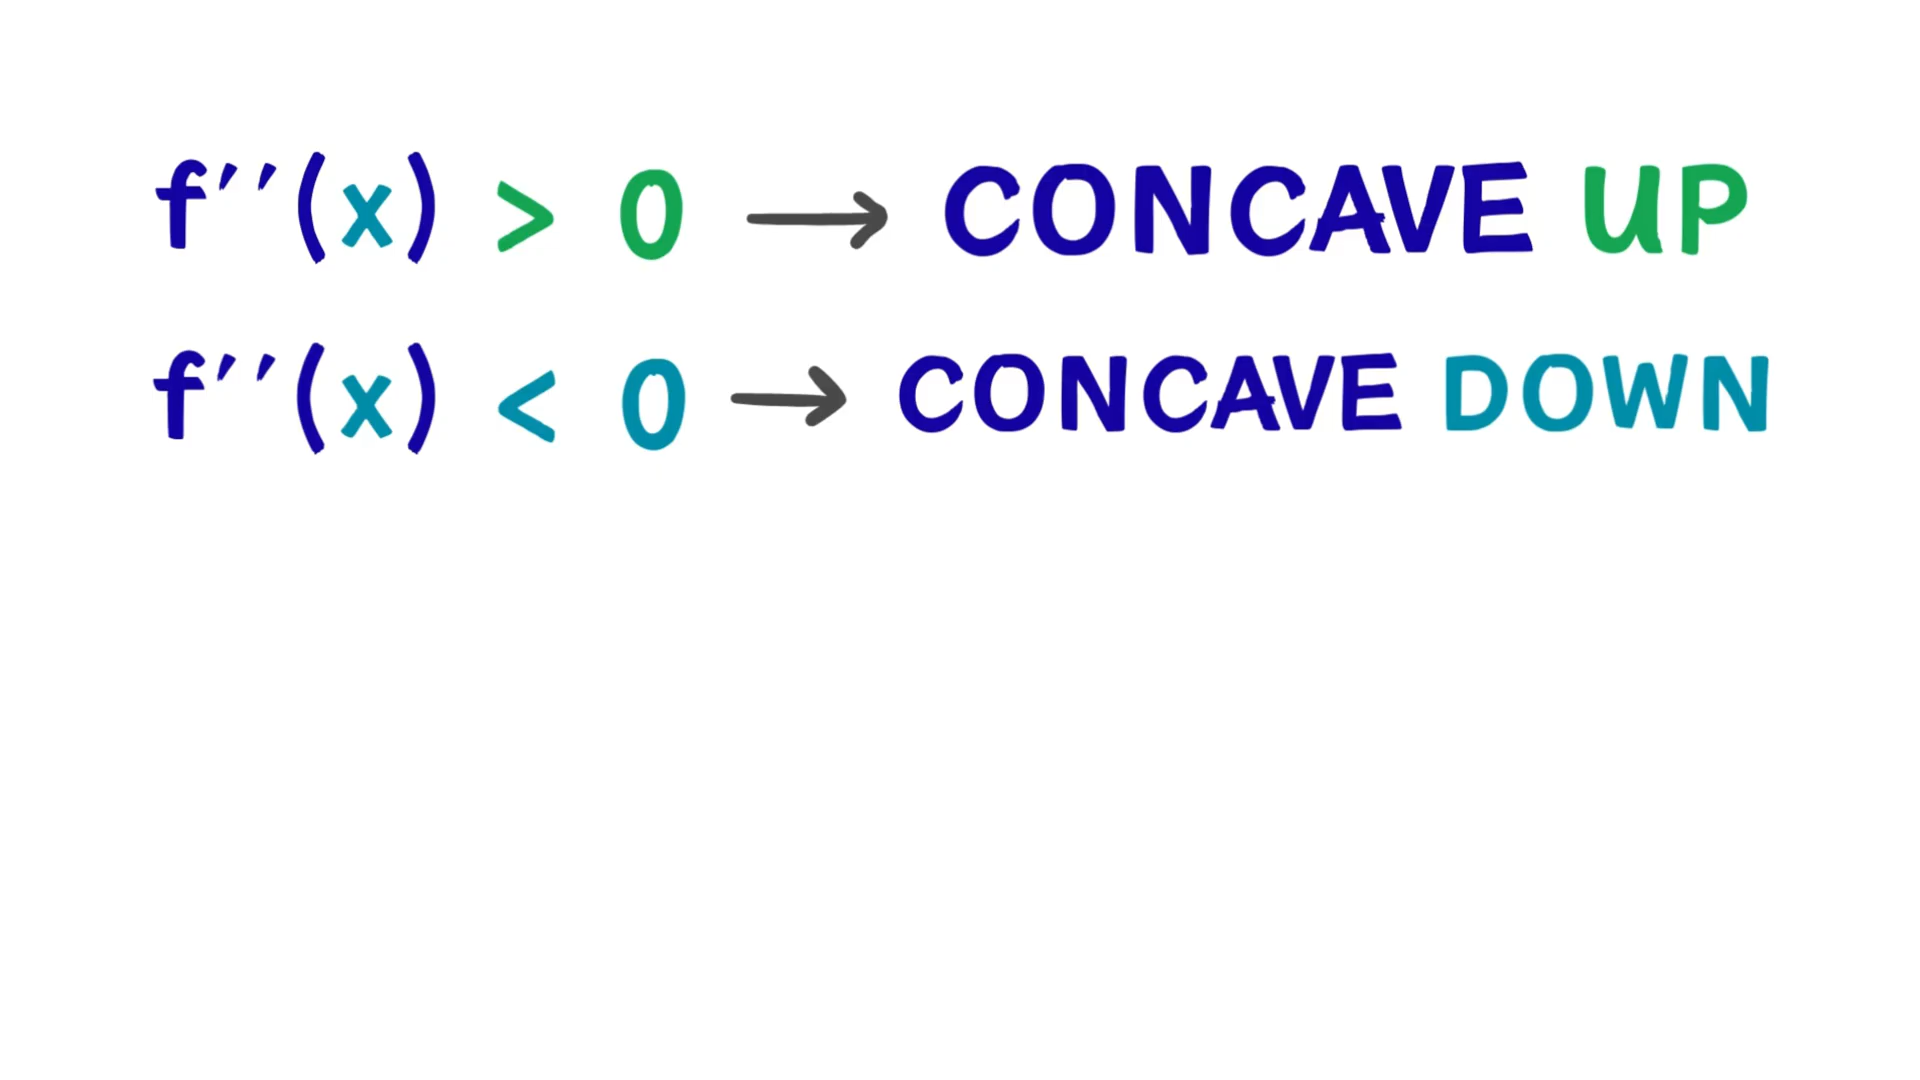 f''(x) > 0 → CONCAVE UP
f''(x) < 0 → CONCAVE DOWN